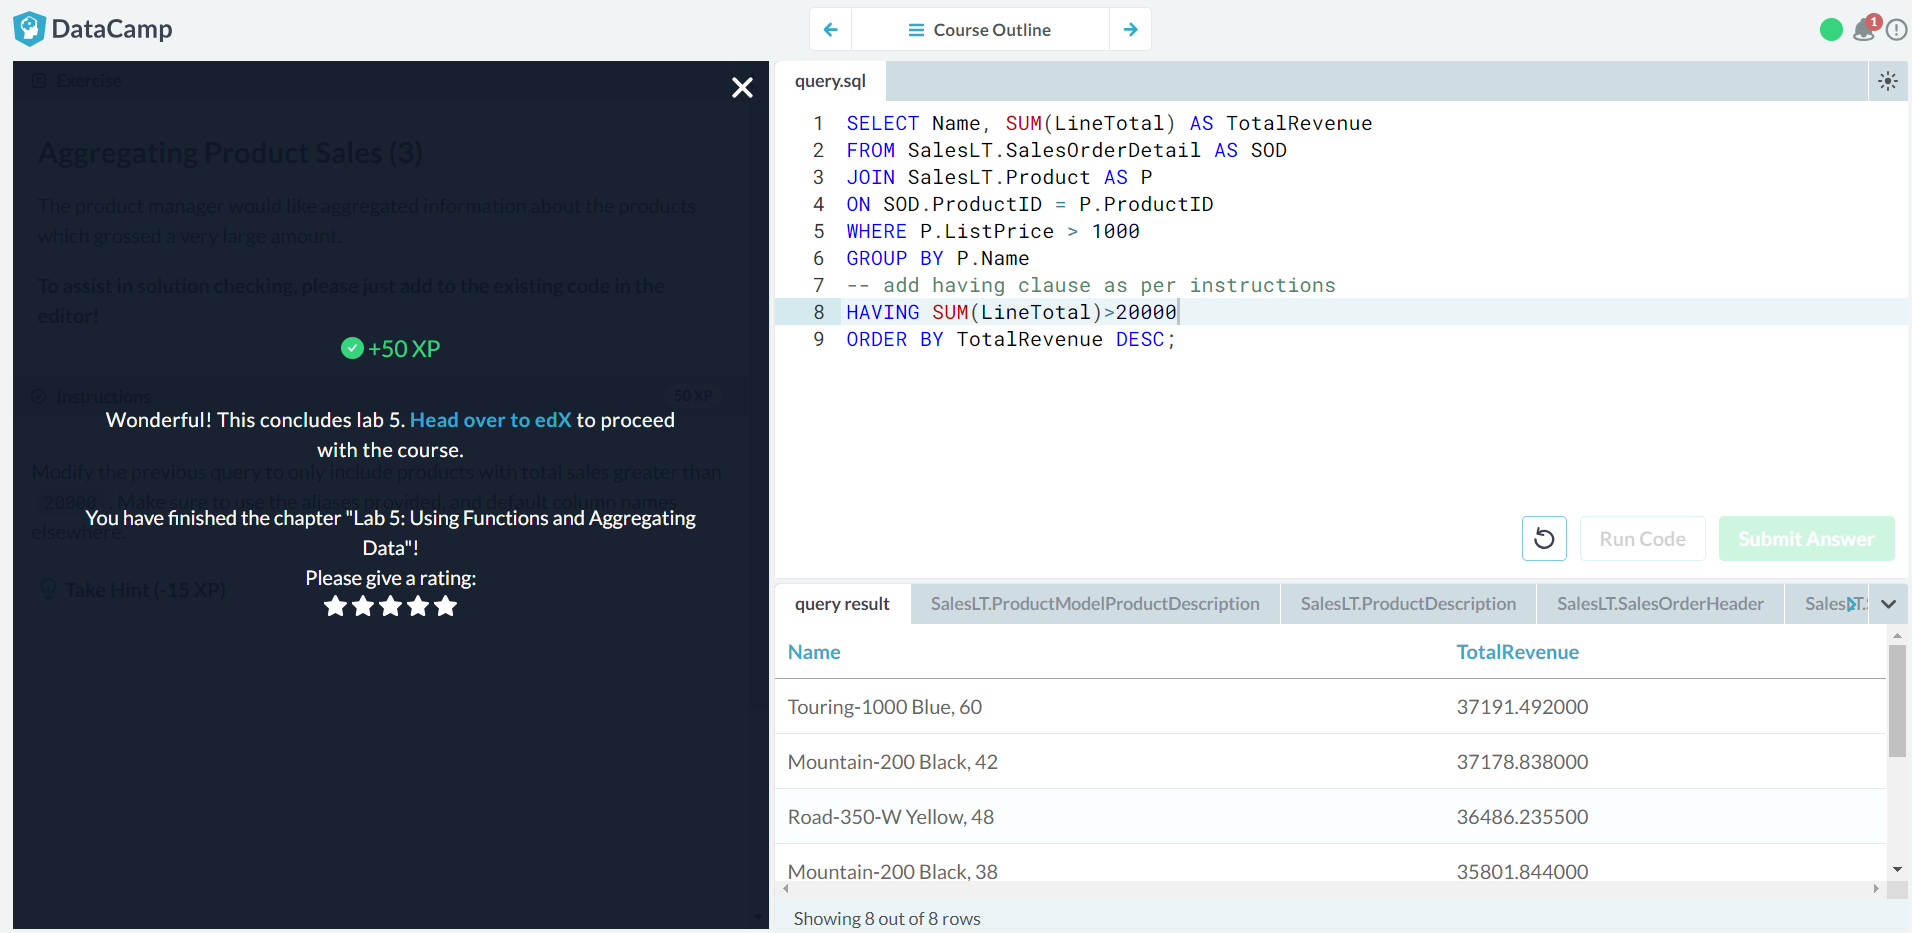 DataCamp
Course Outline
1
Exercise
Aggregating Product Sales (3)
The product manager would like aggregated information about the products
which grossed a very large amount.
To assist in solution checking, please just add to the existing code in the
editor!
+50 XP
Instructions
50 XP
Wonderful! This concludes lab 5. Head over to edX to proceed
with the course.
Modify the previous query to only include products with total sales greater than
20000 . Make sure to use the aliases provided, and default column names
elsewhere.
You have finished the chapter "Lab 5: Using Functions and Aggregating
Data"!
Please give a rating:
Take Hint (-15 XP)
query.sql
1 SELECT Name, SUM(LineTotal) AS TotalRevenue
2 FROM SalesLT.SalesOrderDetail AS SOD
3 JOIN SalesLT.Product AS P
4 ON SOD.ProductID = P.ProductID
5 WHERE P.ListPrice > 1000
6 GROUP BY P.Name
7 -- add having clause as per instructions
8 HAVING SUM(LineTotal)>20000
9 ORDER BY TotalRevenue DESC;
Run Code
Submit Answer
query result SalesLT.ProductModelProductDescription SalesLT.ProductDescription SalesLT.SalesOrderHeader
Name TotalRevenue
Touring-1000 Blue, 60 37191.492000
Mountain-200 Black, 42 37178.838000
Road-350-W Yellow, 48 36486.235500
Mountain-200 Black, 38 35801.844000
Showing 8 out of 8 rows